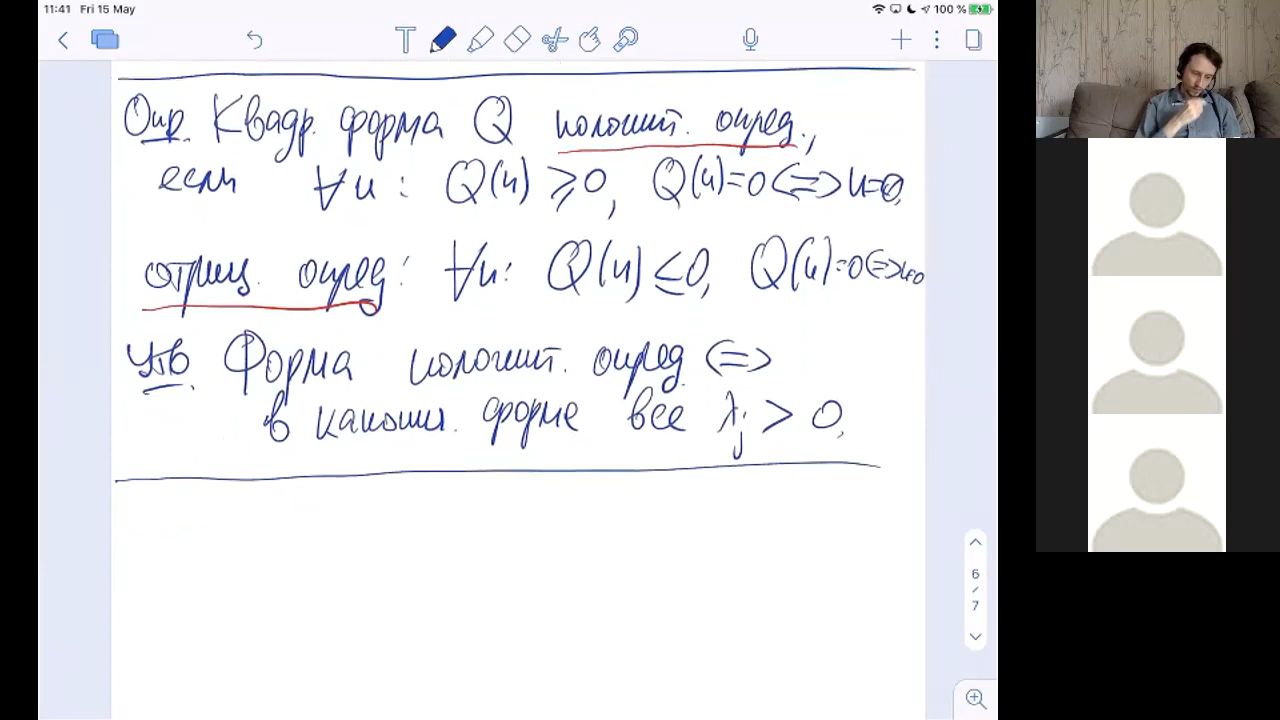 11:41 Fri 15 May
100 %
T
Опр. Квадр. форма Q положит. опред.,
если ∀u : Q(u) ⩾ 0, Q(u)=0 <=> u=0,
отриц. опред: ∀u: Q(u) ≤ 0, Q(u)=0 <=> u=0
Утв. Форма положит. опред. <=>
в канонич. форме все λj > 0,
6
/
7